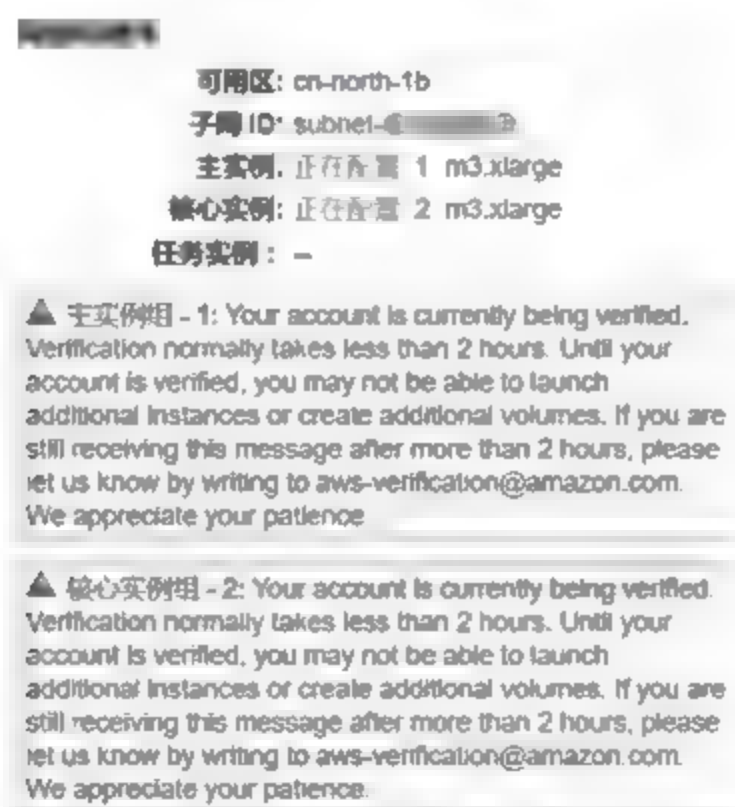 可用区: cn-north-1b
子网 ID: subnet-
主实例: 正在配置 1 m3.xlarge
核心实例: 正在配置 2 m3.xlarge
任务实例: --
主实例组 - 1: Your account is currently being verified.
Verification normally takes less than 2 hours. Until your
account is verified, you may not be able to launch
additional instances or create additional volumes. If you are
still receiving this message after more than 2 hours, please
let us know by writing to aws-verification@amazon.com.
We appreciate your patience
核心实例组 - 2: Your account is currently being verified.
Verification normally takes less than 2 hours. Until your
account is verified, you may not be able to launch
additional instances or create additional volumes. If you are
still receiving this message after more than 2 hours, please
let us know by writing to aws-verification@amazon.com.
We appreciate your patience.